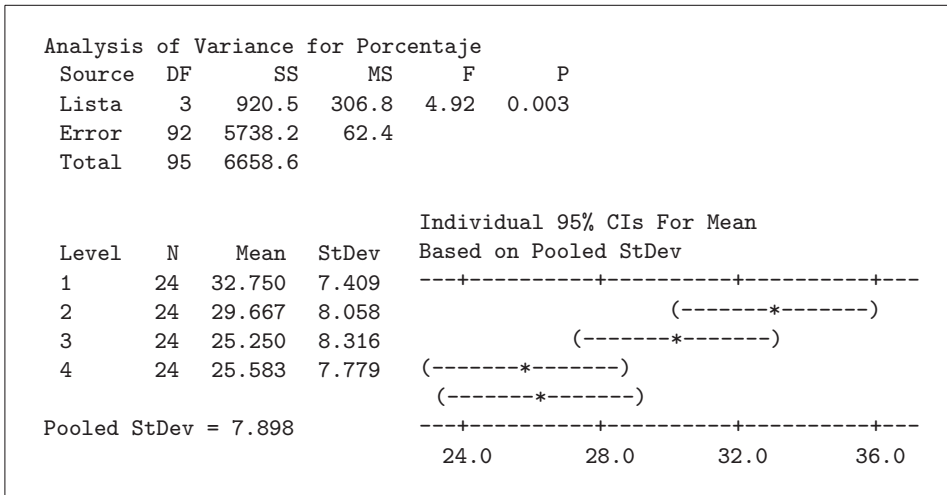 Analysis of Variance for Porcentaje
Source DF SS MS F P
Lista 3 920.5 306.8 4.92 0.003
Error 92 5738.2 62.4
Total 95 6658.6
Individual 95% CIs For Mean
Level N Mean StDev Based on Pooled StDev
1 24 32.750 7.409 ---+---------+---------+---------+---
2 24 29.667 8.058 (-------*-------)
3 24 25.250 8.316 (-------*-------)
4 24 25.583 7.779 (-------*-------)
(-------*-------)
Pooled StDev = 7.898 ---+---------+---------+---------+---
24.0 28.0 32.0 36.0